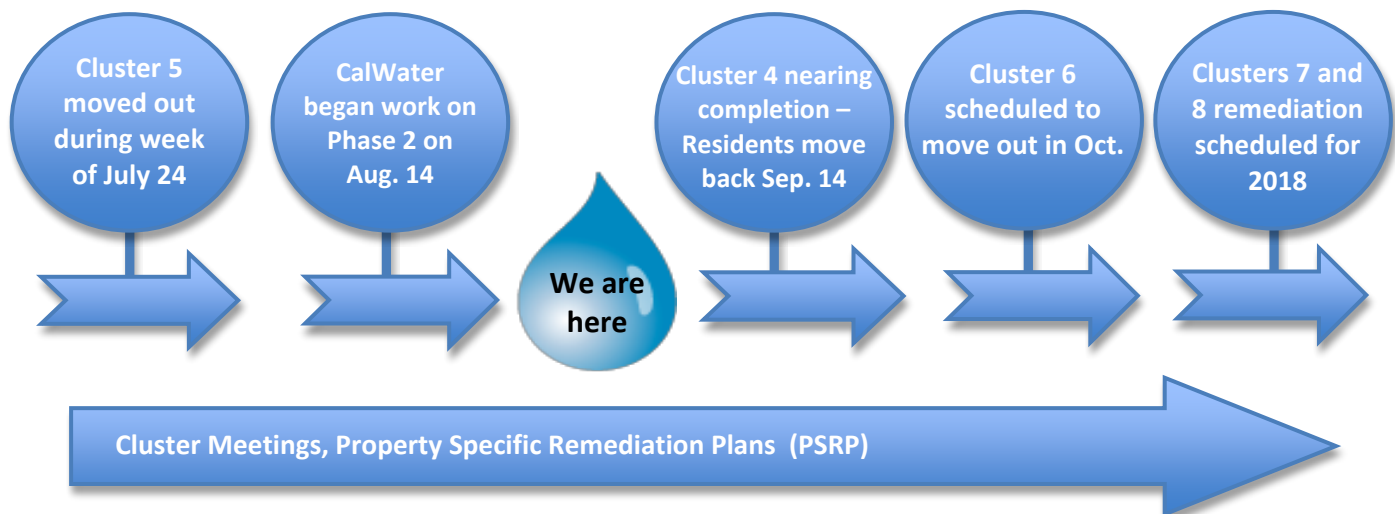 Cluster 5
moved out
during week
of July 24
CalWater
began work on
Phase 2 on
Aug. 14
We are
here
Cluster 4 nearing
completion –
Residents move
back Sep. 14
Cluster 6
scheduled to
move out in Oct.
Clusters 7 and
8 remediation
scheduled for
2018
Cluster Meetings, Property Specific Remediation Plans  (PSRP)